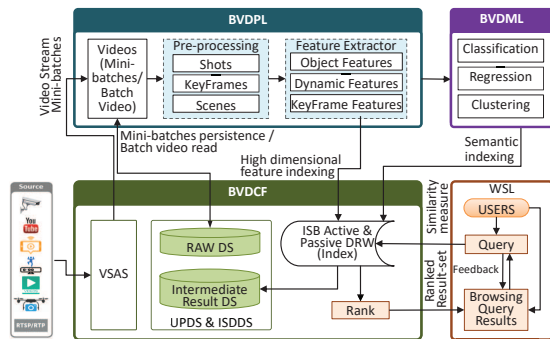 BVDPL
BVDML
Video Stream
Mini-batches
Videos
(Mini-
batches/
Batch
Video)
Pre-processing
Shots
KeyFrames
Scenes
Feature Extractor
Object Features
Dynamic Features
KeyFrame Features
Classification
Regression
Clustering
Mini-batches persistence /
Batch video read
High dimensional
feature indexing
Semantic
indexing
Source
You
Tube
RTSP/RTP
BVDCF
VSAS
RAW DS
Intermediate
Result DS
UPDS & ISDDS
ISB Active &
Passive DRW
(Index)
Rank
Similarity
measure
Ranked
Result-set
WSL
USERS
Query
Feedback
Browsing
Query
Results